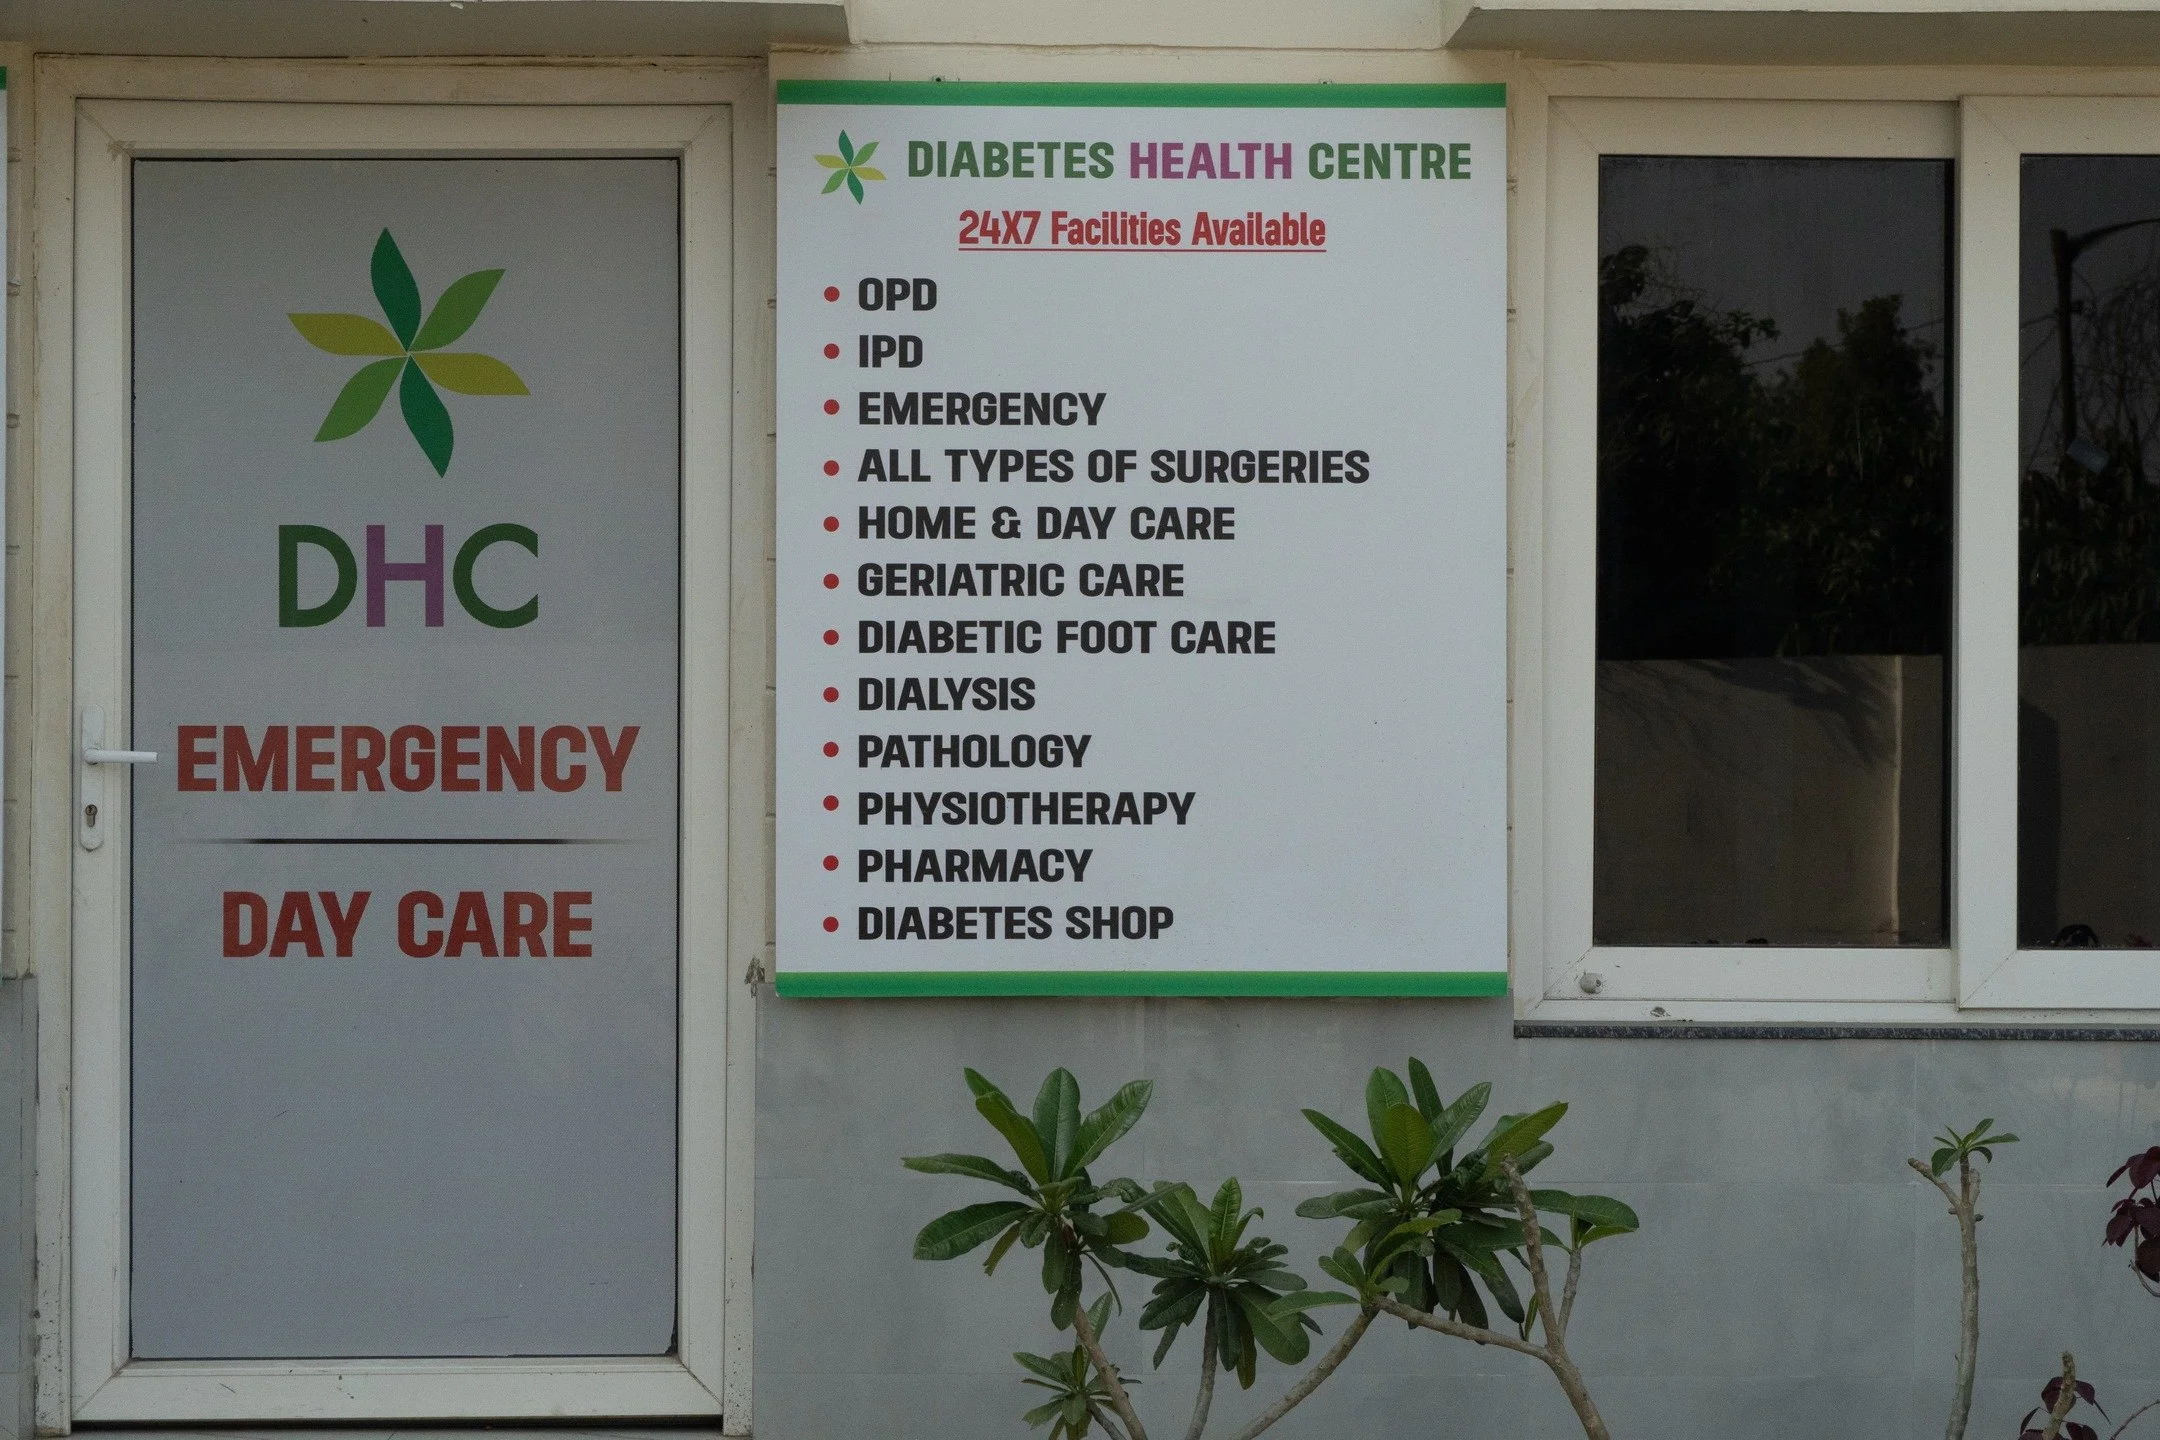 DHC
EMERGENCY
DAY CARE
DIABETES HEALTH CENTRE
24X7 Facilities Available
• OPD
• IPD
• EMERGENCY
• ALL TYPES OF SURGERIES
• HOME & DAY CARE
• GERIATRIC CARE
• DIABETIC FOOT CARE
• DIALYSIS
• PATHOLOGY
• PHYSIOTHERAPY
• PHARMACY
• DIABETES SHOP